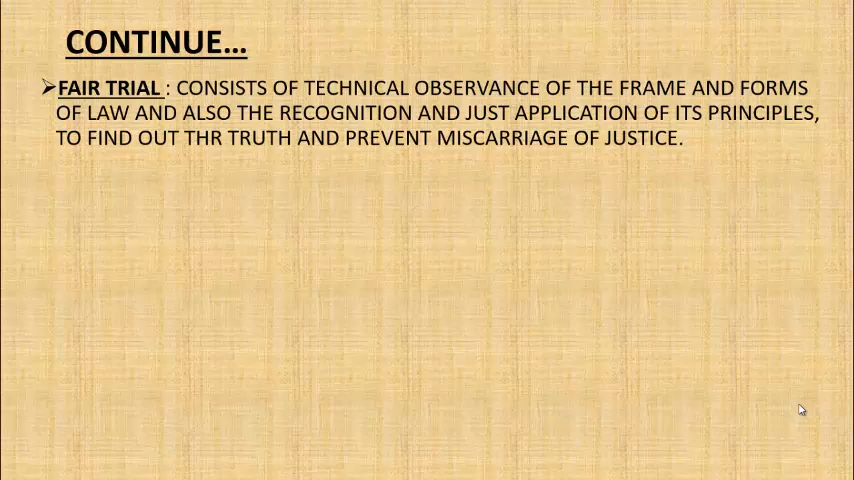 CONTINUE...
➢FAIR TRIAL : CONSISTS OF TECHNICAL OBSERVANCE OF THE FRAME AND FORMS
OF LAW AND ALSO THE RECOGNITION AND JUST APPLICATION OF ITS PRINCIPLES,
TO FIND OUT THR TRUTH AND PREVENT MISCARRIAGE OF JUSTICE.